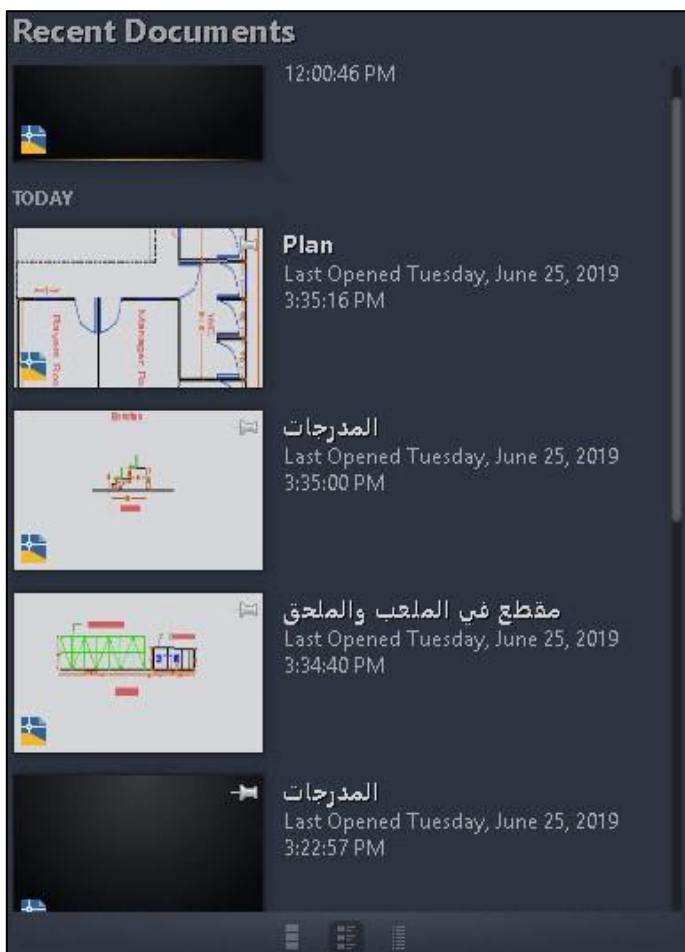 Recent Documents
12:00:46 PM
TODAY
Plan
Last Opened Tuesday, June 25, 2019
3:35:16 PM
المدرجات
Last Opened Tuesday, June 25, 2019
3:35:00 PM
مقطع في الملعب والملحق
Last Opened Tuesday, June 25, 2019
3:34:40 PM
المدرجات
Last Opened Tuesday, June 25, 2019
3:22:57 PM